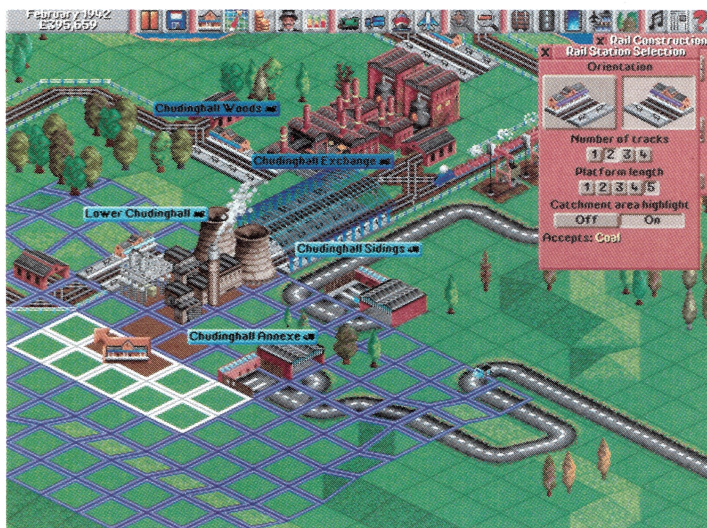 February 1942
£395,659
Rail Construction
Rail Station Selection
Orientation
Number of tracks
1 2 3 4
Platform length
1 2 3 4 5
Catchment area highlight
Off On
Accepts: Coal
Chudinghall Woods
Chudinghall Exchange
Lower Chudinghall
Chudinghall Sidings
Chudinghall Annexe